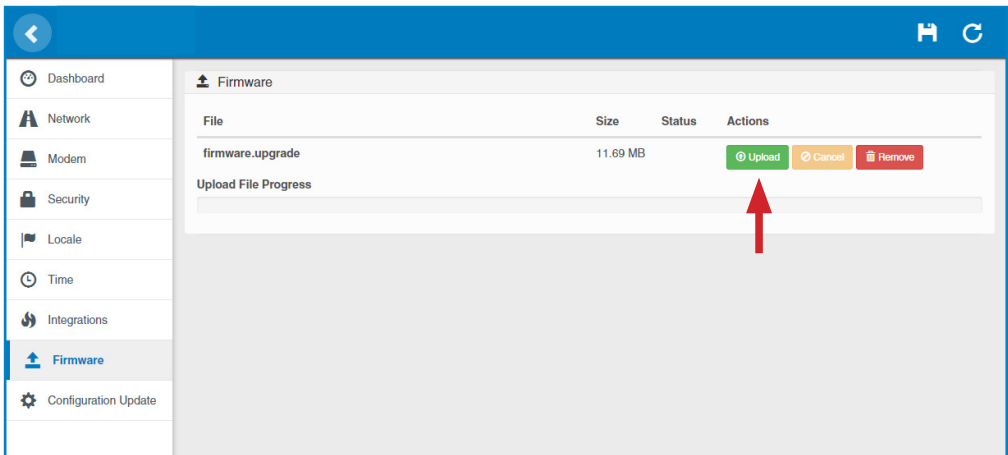 Dashboard
Network
Modem
Security
Locale
Time
Integrations
Firmware
Configuration Update
Firmware
File Size Status Actions
firmware.upgrade 11.69 MB Upload Cancel Remove
Upload File Progress